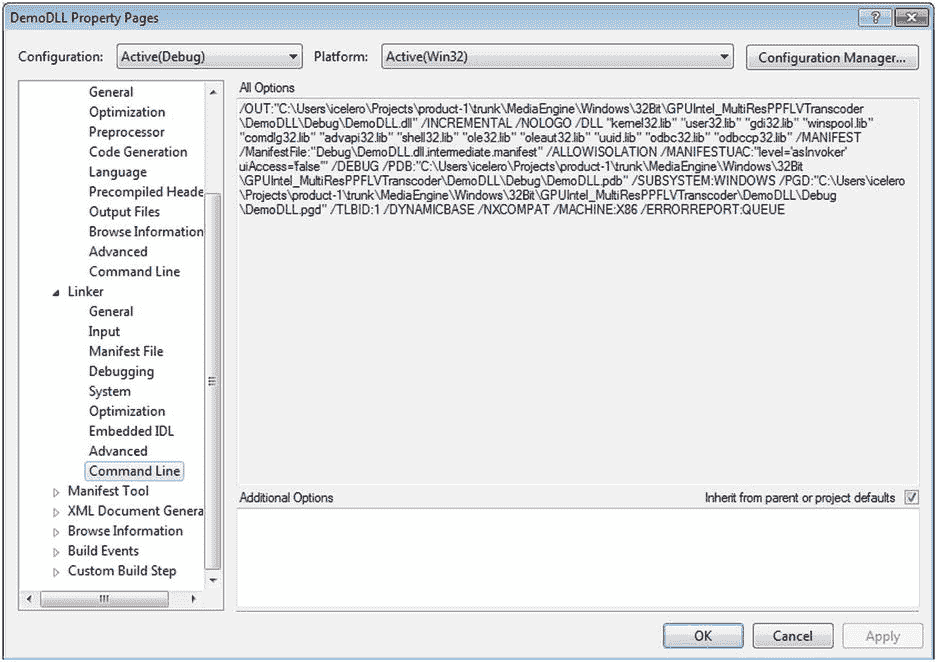 DemoDLL Property Pages
Configuration: Active(Debug) Platform: Active(Win32) Configuration Manager...
General
Optimization
Preprocessor
Code Generation
Language
Precompiled Heade
Output Files
Browse Information
Advanced
Command Line
Linker
General
Input
Manifest File
Debugging
System
Optimization
Embedded IDL
Advanced
Command Line
Manifest Tool
XML Document Genera
Browse Information
Build Events
Custom Build Step
All Options
/OUT:"C:\Users\icelero\Projects\product-1\trunk\MediaEngine\Windows\32Bit\GPUIntel_MultiResPPFLVTranscoder
\DemoDLL\Debug\DemoDLL.dll" /INCREMENTAL /NOLOGO /DLL "kernel32.lib" "user32.lib" "gdi32.lib" "winspool.lib"
"comdlg32.lib" "advapi32.lib" "shell32.lib" "ole32.lib" "oleaut32.lib" "uuid.lib" "odbc32.lib" "odbccp32.lib" /MANIFEST
/ManifestFile:"Debug\DemoDLL.dll.intermediate.manifest" /ALLOWISOLATION /MANIFESTUAC:"level='asInvoker'
uiAccess='false'" /DEBUG /PDB:"C:\Users\icelero\Projects\product-1\trunk\MediaEngine\Windows\32Bit
\GPUIntel_MultiResPPFLVTranscoder\DemoDLL\Debug\DemoDLL.pdb" /SUBSYSTEM:WINDOWS /PGD:"C:\Users\icelero
\Projects\product-1\trunk\MediaEngine\Windows\32Bit\GPUIntel_MultiResPPFLVTranscoder\DemoDLL\Debug
\DemoDLL.pgd" /TLBID:1 /DYNAMICBASE /NXCOMPAT /MACHINE:X86 /ERRORREPORT:QUEUE
Additional Options Inherit from parent or project defaults
OK Cancel Apply